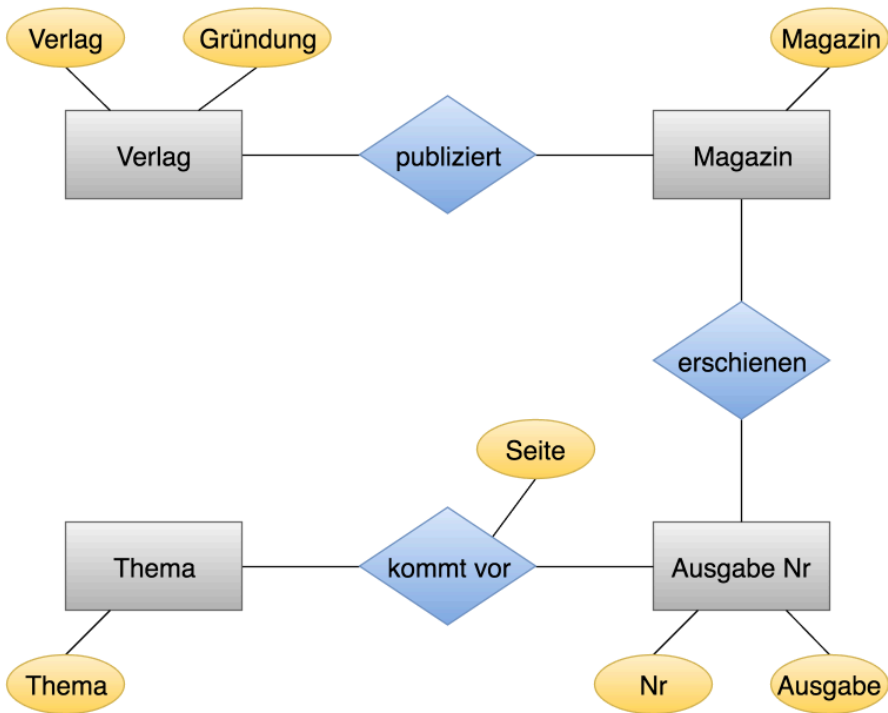 Verlag
Gründung
Magazin
Verlag
publiziert
Magazin
erschienen
Seite
Thema
kommt vor
Ausgabe Nr
Thema
Nr
Ausgabe